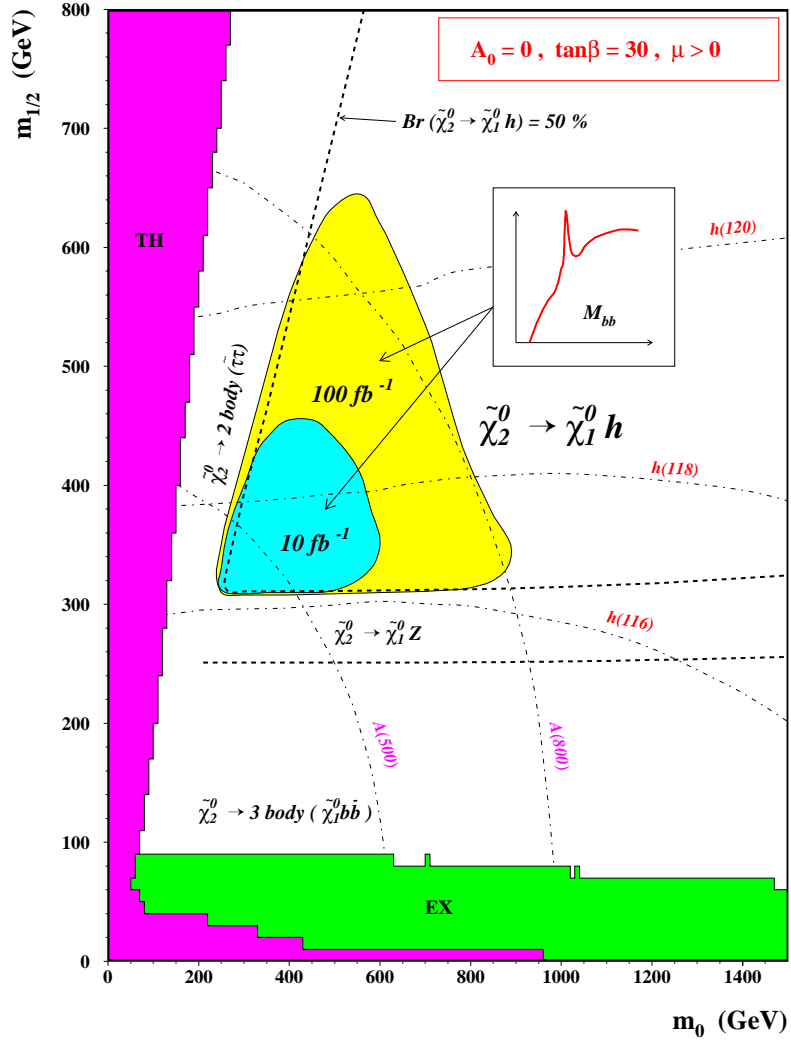 m₁/₂ (GeV)
800
700
600
500
400
300
200
100
0
A₀ = 0 , tanβ = 30 , μ > 0
Br (χ̃₂⁰ → χ̃₁⁰ h) = 50 %
TH
h(120)
M_bb
χ̃₂⁰ → 2 body (τ̃τ)
100 fb⁻¹
χ̃₂⁰ → χ̃₁⁰ h
h(118)
10 fb⁻¹
h(116)
χ̃₂⁰ → χ̃₁⁰ Z
A(500)
A(800)
χ̃₂⁰ → 3 body ( χ̃₁⁰bb̄ )
EX
0 200 400 600 800 1000 1200 1400
m₀ (GeV)